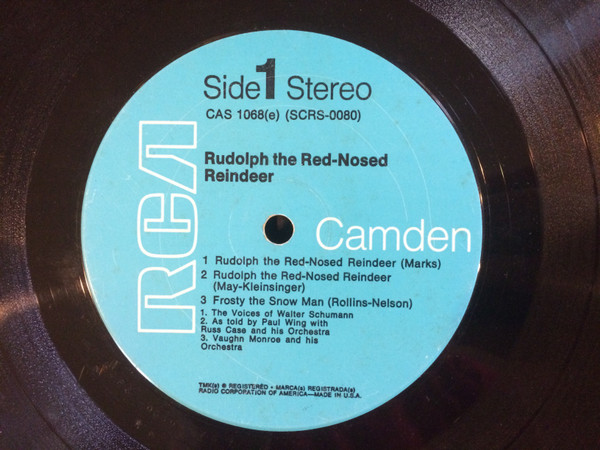 Side 1 Stereo
CAS 1068(e) (SCRS-0080)
Rudolph the Red-Nosed
Reindeer
RCA
Camden
1 Rudolph the Red-Nosed Reindeer (Marks)
2 Rudolph the Red-Nosed Reindeer
(May-Kleinsinger)
3 Frosty the Snow Man (Rollins-Nelson)
1. The Voices of Walter Schumann
2. As told by Paul Wing with
Russ Case and his Orchestra
3. Vaughn Monroe and his
Orchestra
TMK(s) ® REGISTERED • MARCA(s) REGISTRADA(s)
RADIO CORPORATION OF AMERICA—MADE IN U.S.A.